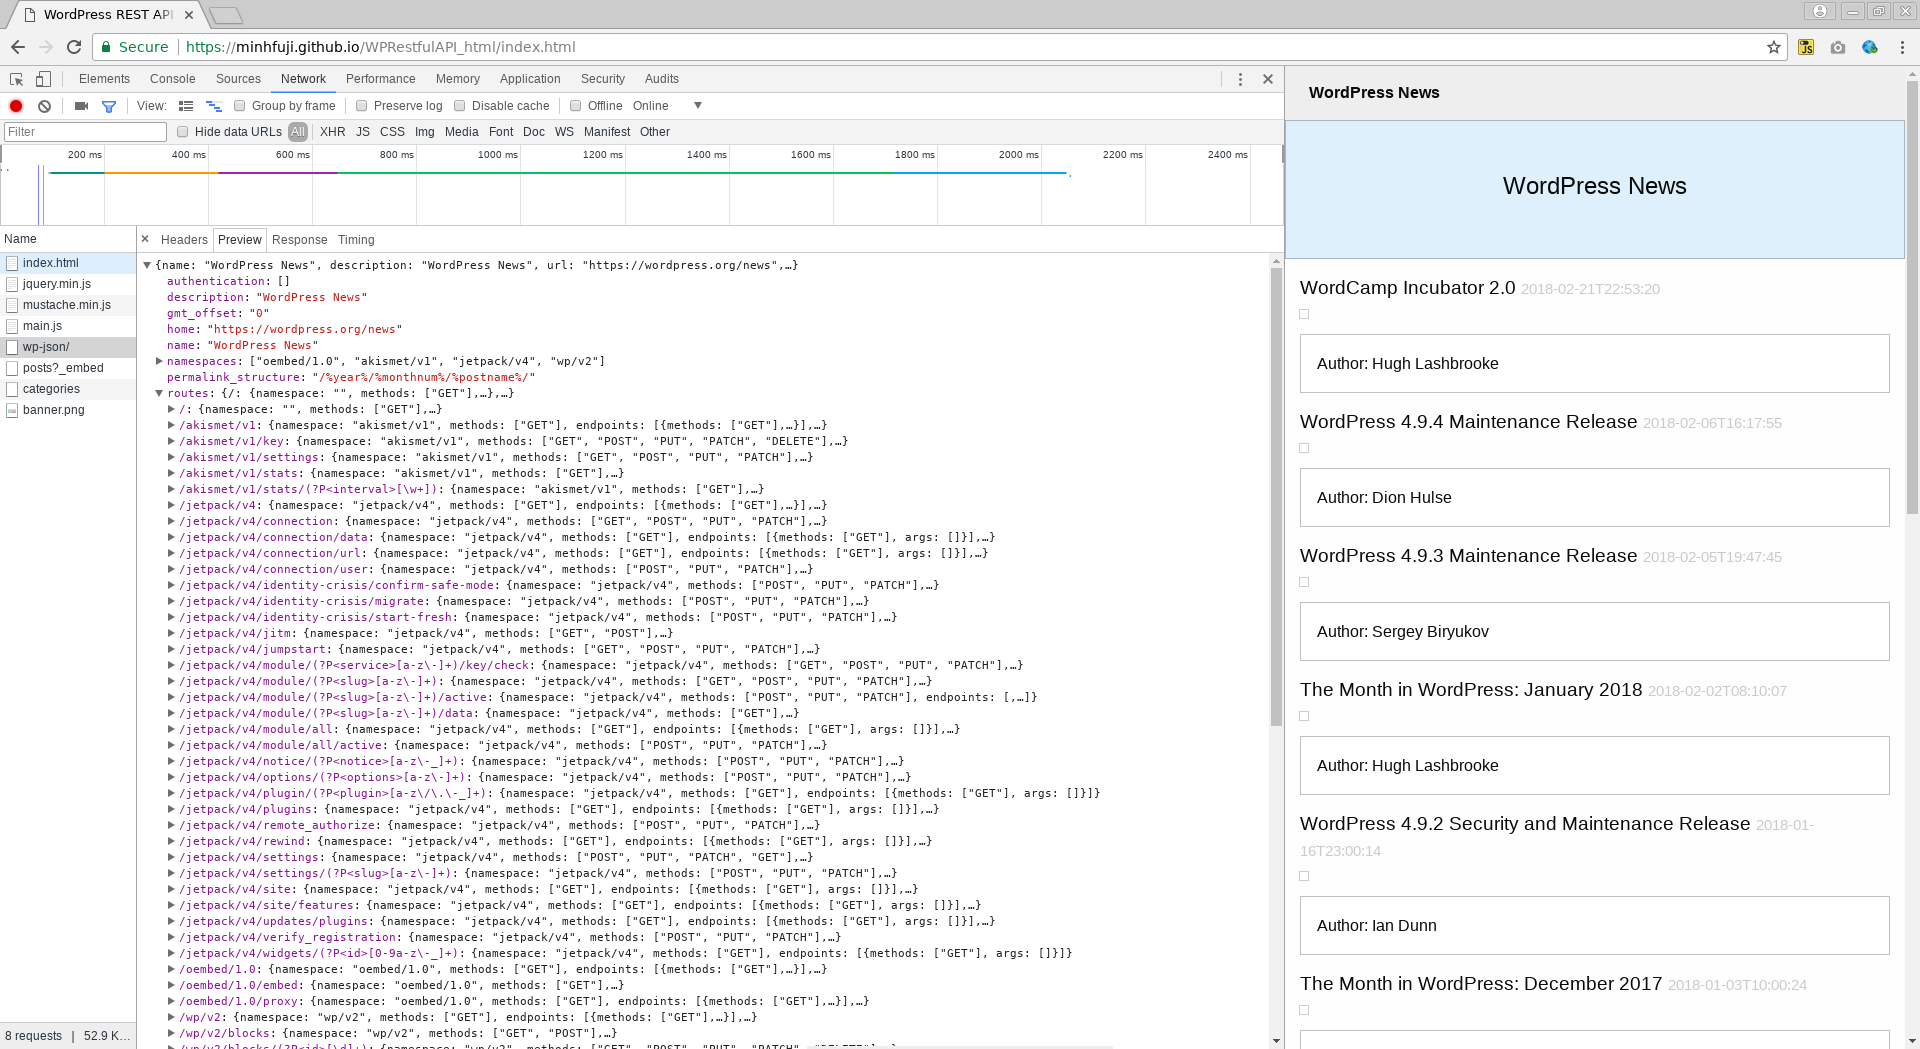 WordPress REST API
Secure https://minhfuji.github.io/WPRestfulAPI_html/index.html
Elements Console Sources Network Performance Memory Application Security Audits
View: Group by frame Preserve log Disable cache Offline Online
Filter Hide data URLs All XHR JS CSS Img Media Font Doc WS Manifest Other
200 ms 400 ms 600 ms 800 ms 1000 ms 1200 ms 1400 ms 1600 ms 1800 ms 2000 ms 2200 ms 2400 ms
Name
index.html
jquery.min.js
mustache.min.js
main.js
wp-json/
posts?_embed
categories
banner.png
8 requests | 52.9 K…
× Headers Preview Response Timing
{name: "WordPress News", description: "WordPress News", url: "https://wordpress.org/news",…}
authentication: []
description: "WordPress News"
gmt_offset: "0"
home: "https://wordpress.org/news"
name: "WordPress News"
namespaces: ["oembed/1.0", "akismet/v1", "jetpack/v4", "wp/v2"]
permalink_structure: "/%year%/%monthnum%/%postname%/"
routes: {/: {namespace: "", methods: ["GET"],…},…}
/: {namespace: "", methods: ["GET"],…}
/akismet/v1: {namespace: "akismet/v1", methods: ["GET"], endpoints: [{methods: ["GET"],…}],…}
/akismet/v1/key: {namespace: "akismet/v1", methods: ["GET", "POST", "PUT", "PATCH", "DELETE"],…}
/akismet/v1/settings: {namespace: "akismet/v1", methods: ["GET", "POST", "PUT", "PATCH"],…}
/akismet/v1/stats: {namespace: "akismet/v1", methods: ["GET"],…}
/akismet/v1/stats/(?P<interval>[\w+]): {namespace: "akismet/v1", methods: ["GET"],…}
/jetpack/v4: {namespace: "jetpack/v4", methods: ["GET"], endpoints: [{methods: ["GET"],…}],…}
/jetpack/v4/connection: {namespace: "jetpack/v4", methods: ["GET", "POST", "PUT", "PATCH"],…}
/jetpack/v4/connection/data: {namespace: "jetpack/v4", methods: ["GET"], endpoints: [{methods: ["GET"], args: []}],…}
/jetpack/v4/connection/url: {namespace: "jetpack/v4", methods: ["GET"], endpoints: [{methods: ["GET"], args: []}],…}
/jetpack/v4/connection/user: {namespace: "jetpack/v4", methods: ["POST", "PUT", "PATCH"],…}
/jetpack/v4/identity-crisis/confirm-safe-mode: {namespace: "jetpack/v4", methods: ["POST", "PUT", "PATCH"],…}
/jetpack/v4/identity-crisis/migrate: {namespace: "jetpack/v4", methods: ["POST", "PUT", "PATCH"],…}
/jetpack/v4/identity-crisis/start-fresh: {namespace: "jetpack/v4", methods: ["POST", "PUT", "PATCH"],…}
/jetpack/v4/jitm: {namespace: "jetpack/v4", methods: ["GET", "POST"],…}
/jetpack/v4/jumpstart: {namespace: "jetpack/v4", methods: ["GET", "POST", "PUT", "PATCH"],…}
/jetpack/v4/module/(?P<service>[a-z\-]+)/key/check: {namespace: "jetpack/v4", methods: ["GET", "POST", "PUT", "PATCH"],…}
/jetpack/v4/module/(?P<slug>[a-z\-]+): {namespace: "jetpack/v4", methods: ["GET", "POST", "PUT", "PATCH"],…}
/jetpack/v4/module/(?P<slug>[a-z\-]+)/active: {namespace: "jetpack/v4", methods: ["POST", "PUT", "PATCH"], endpoints: [,…]}
/jetpack/v4/module/(?P<slug>[a-z\-]+)/data: {namespace: "jetpack/v4", methods: ["GET"],…}
/jetpack/v4/module/all: {namespace: "jetpack/v4", methods: ["GET"], endpoints: [{methods: ["GET"], args: []}],…}
/jetpack/v4/module/all/active: {namespace: "jetpack/v4", methods: ["POST", "PUT", "PATCH"],…}
/jetpack/v4/notice/(?P<notice>[a-z\-_]+): {namespace: "jetpack/v4", methods: ["POST", "PUT", "PATCH"],…}
/jetpack/v4/options/(?P<options>[a-z\-]+): {namespace: "jetpack/v4", methods: ["POST", "PUT", "PATCH"],…}
/jetpack/v4/plugin/(?P<plugin>[a-z\/\.\-_]+): {namespace: "jetpack/v4", methods: ["GET"], endpoints: [{methods: ["GET"], args: []}]}
/jetpack/v4/plugins: {namespace: "jetpack/v4", methods: ["GET"], endpoints: [{methods: ["GET"], args: []}],…}
/jetpack/v4/remote_authorize: {namespace: "jetpack/v4", methods: ["POST", "PUT", "PATCH"],…}
/jetpack/v4/rewind: {namespace: "jetpack/v4", methods: ["GET"], endpoints: [{methods: ["GET"], args: []}],…}
/jetpack/v4/settings: {namespace: "jetpack/v4", methods: ["POST", "PUT", "PATCH", "GET"],…}
/jetpack/v4/settings/(?P<slug>[a-z\-]+): {namespace: "jetpack/v4", methods: ["POST", "PUT", "PATCH"],…}
/jetpack/v4/site: {namespace: "jetpack/v4", methods: ["GET"], endpoints: [{methods: ["GET"], args: []}],…}
/jetpack/v4/site/features: {namespace: "jetpack/v4", methods: ["GET"], endpoints: [{methods: ["GET"], args: []}],…}
/jetpack/v4/updates/plugins: {namespace: "jetpack/v4", methods: ["GET"], endpoints: [{methods: ["GET"], args: []}],…}
/jetpack/v4/verify_registration: {namespace: "jetpack/v4", methods: ["POST", "PUT", "PATCH"],…}
/jetpack/v4/widgets/(?P<id>[0-9a-z\-_]+): {namespace: "jetpack/v4", methods: ["GET"], endpoints: [{methods: ["GET"], args: []}]}
/oembed/1.0: {namespace: "oembed/1.0", methods: ["GET"], endpoints: [{methods: ["GET"],…}],…}
/oembed/1.0/embed: {namespace: "oembed/1.0", methods: ["GET"],…}
/oembed/1.0/proxy: {namespace: "oembed/1.0", methods: ["GET"], endpoints: [{methods: ["GET"],…}],…}
/wp/v2: {namespace: "wp/v2", methods: ["GET"], endpoints: [{methods: ["GET"],…}],…}
/wp/v2/blocks: {namespace: "wp/v2", methods: ["GET", "POST"],…}
/wp/v2/blocks/(?P<id>[\d]+): {namespace: "wp/v2", methods: ["GET", "POST", "PUT", "PATCH", "DELETE"],…}
WordPress News
WordPress News
WordCamp Incubator 2.0 2018-02-21T22:53:20
Author: Hugh Lashbrooke
WordPress 4.9.4 Maintenance Release 2018-02-06T16:17:55
Author: Dion Hulse
WordPress 4.9.3 Maintenance Release 2018-02-05T19:47:45
Author: Sergey Biryukov
The Month in WordPress: January 2018 2018-02-02T08:10:07
Author: Hugh Lashbrooke
WordPress 4.9.2 Security and Maintenance Release 2018-01-
16T23:00:14
Author: Ian Dunn
The Month in WordPress: December 2017 2018-01-03T10:00:24